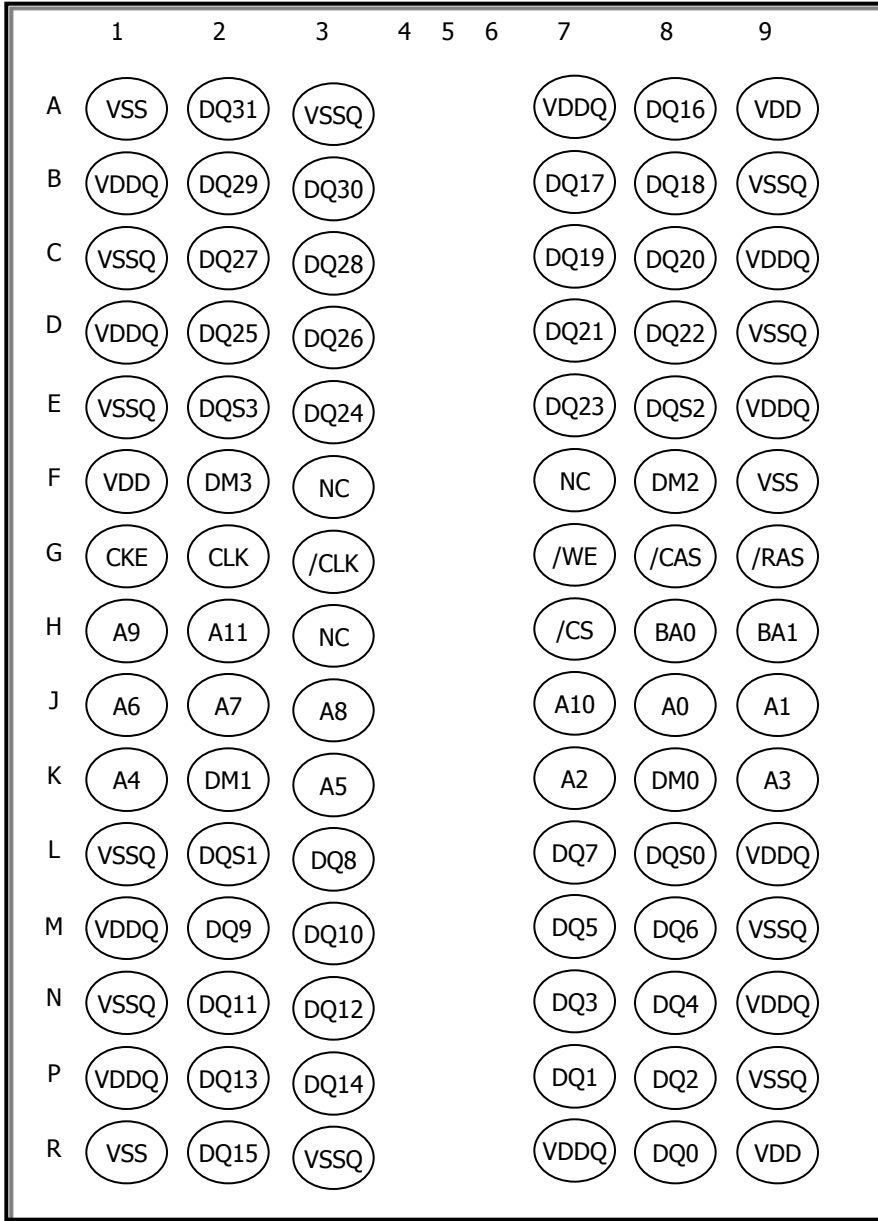 1 2 3 4 5 6 7 8 9
A VSS DQ31 VSSQ VDDQ DQ16 VDD
B VDDQ DQ29 DQ30 DQ17 DQ18 VSSQ
C VSSQ DQ27 DQ28 DQ19 DQ20 VDDQ
D VDDQ DQ25 DQ26 DQ21 DQ22 VSSQ
E VSSQ DQS3 DQ24 DQ23 DQS2 VDDQ
F VDD DM3 NC NC DM2 VSS
G CKE CLK /CLK /WE /CAS /RAS
H A9 A11 NC /CS BA0 BA1
J A6 A7 A8 A10 A0 A1
K A4 DM1 A5 A2 DM0 A3
L VSSQ DQS1 DQ8 DQ7 DQS0 VDDQ
M VDDQ DQ9 DQ10 DQ5 DQ6 VSSQ
N VSSQ DQ11 DQ12 DQ3 DQ4 VDDQ
P VDDQ DQ13 DQ14 DQ1 DQ2 VSSQ
R VSS DQ15 VSSQ VDDQ DQ0 VDD